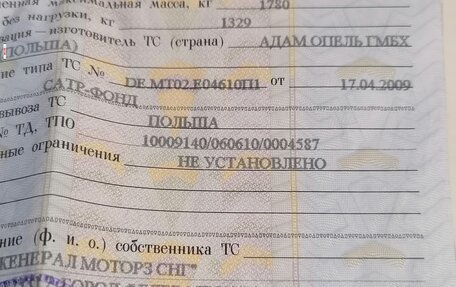 максимальная масса, кг 1780
без нагрузки, кг 1329
изготовитель ТС (страна) АДАМ ОПЕЛЬ ГМБХ
(ПОЛЬША)
ие типа ТС № DE.MT02.E04610П1 от 17.04.2009
САТР-ФОНД
вывоза ТС ПОЛЬША
№ ТД, ТПО 10009140/060610/0004587
ные ограничения НЕ УСТАНОВЛЕНО
ние (ф. и. о.) собственника ТС
ЖЕНЕРАЛ МОТОРЗ СНГ"